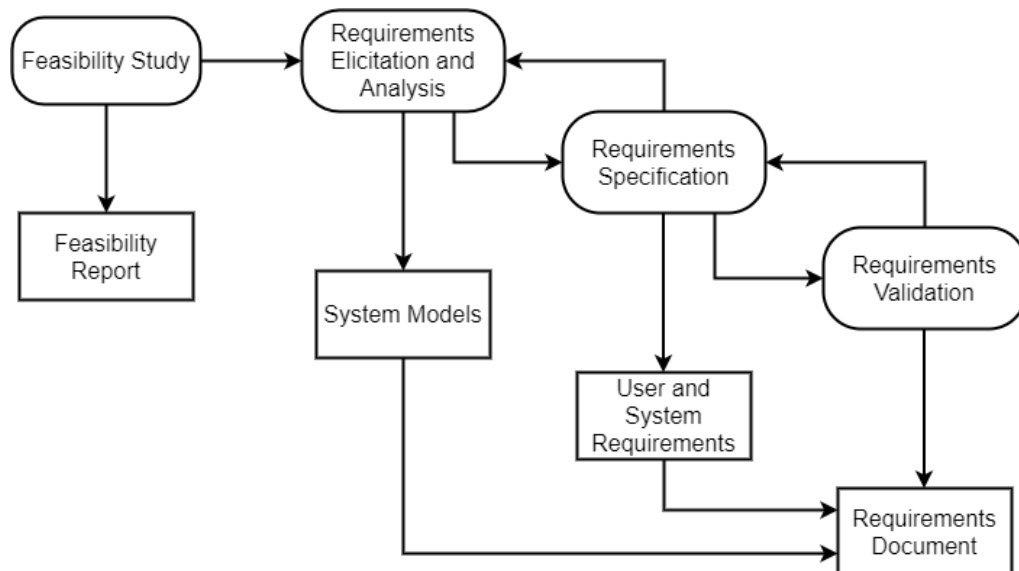 Feasibility Study
Requirements
Elicitation and
Analysis
Requirements
Specification
Feasibility
Report
Requirements
Validation
System Models
User and
System
Requirements
Requirements
Document